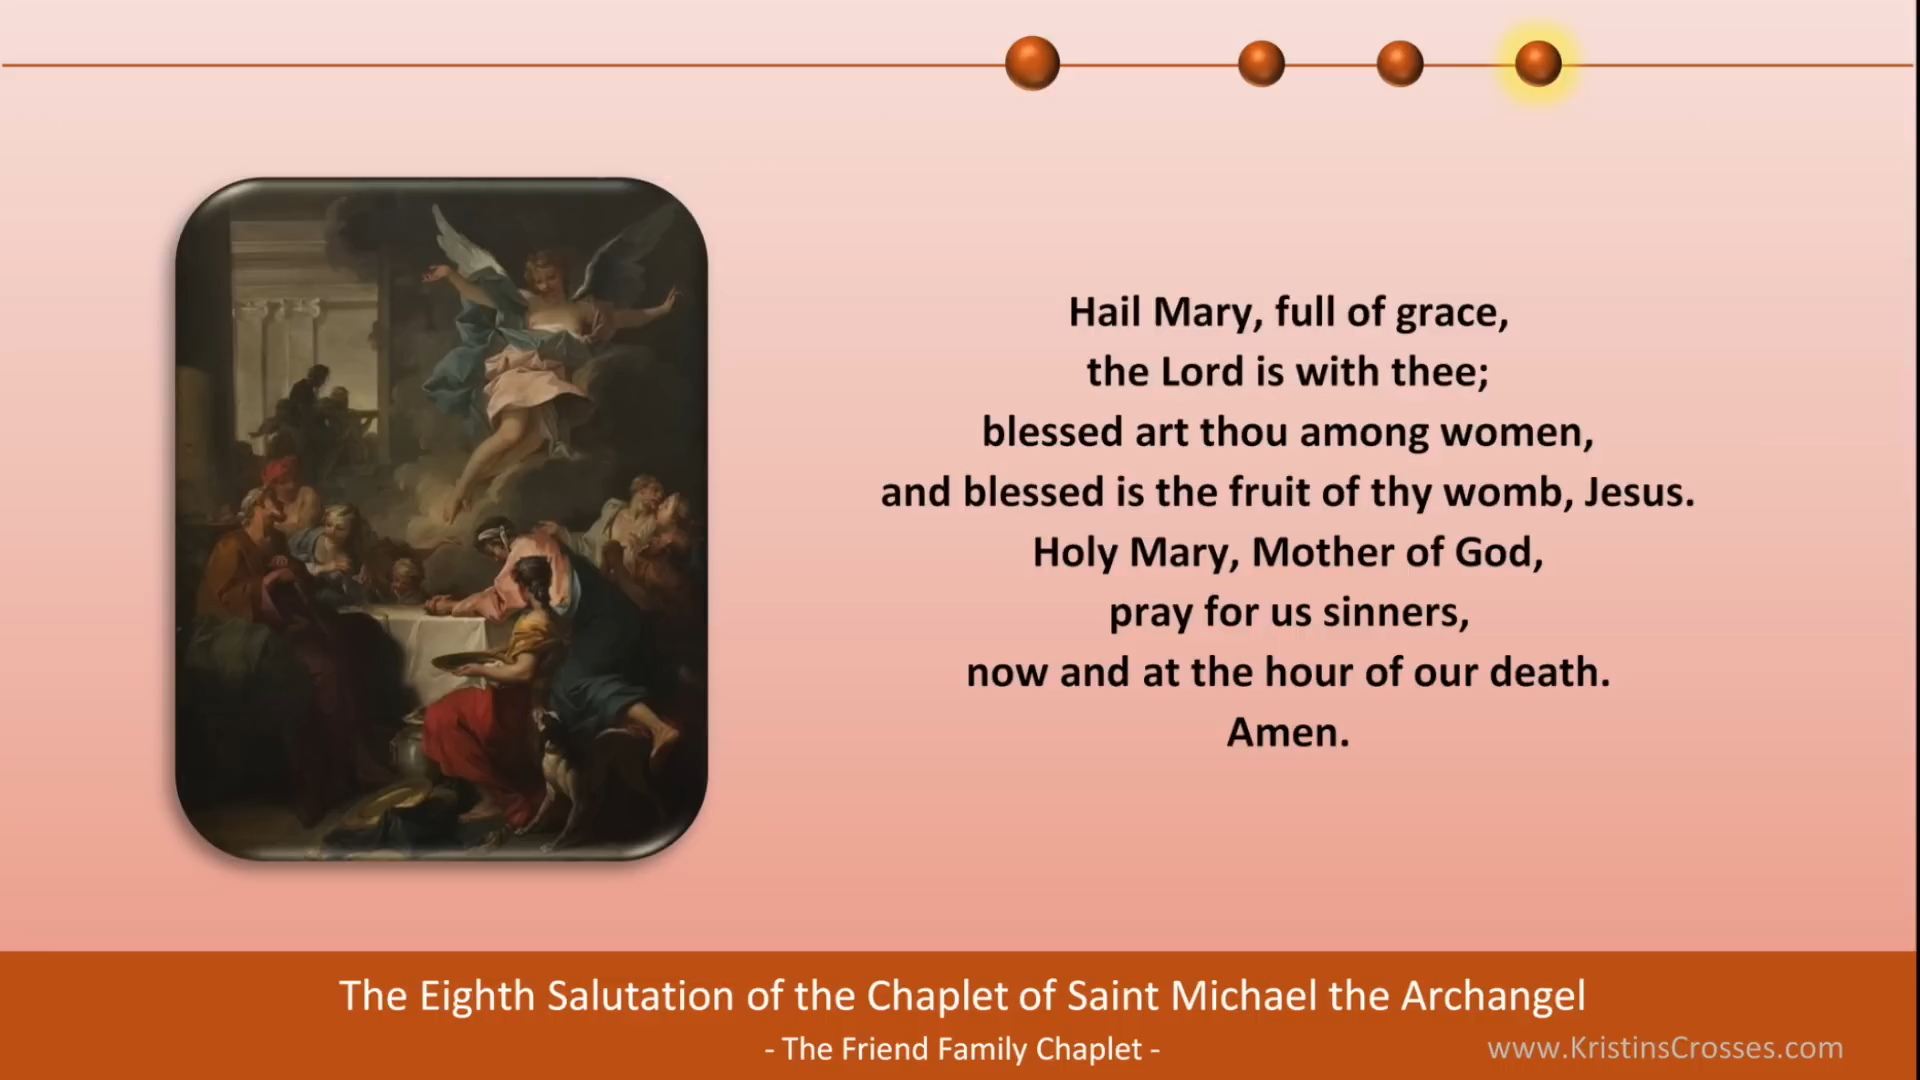 Hail Mary, full of grace,
the Lord is with thee;
blessed art thou among women,
and blessed is the fruit of thy womb, Jesus.
Holy Mary, Mother of God,
pray for us sinners,
now and at the hour of our death.
Amen.
The Eighth Salutation of the Chaplet of Saint Michael the Archangel
- The Friend Family Chaplet -
www.KristinsCrosses.com